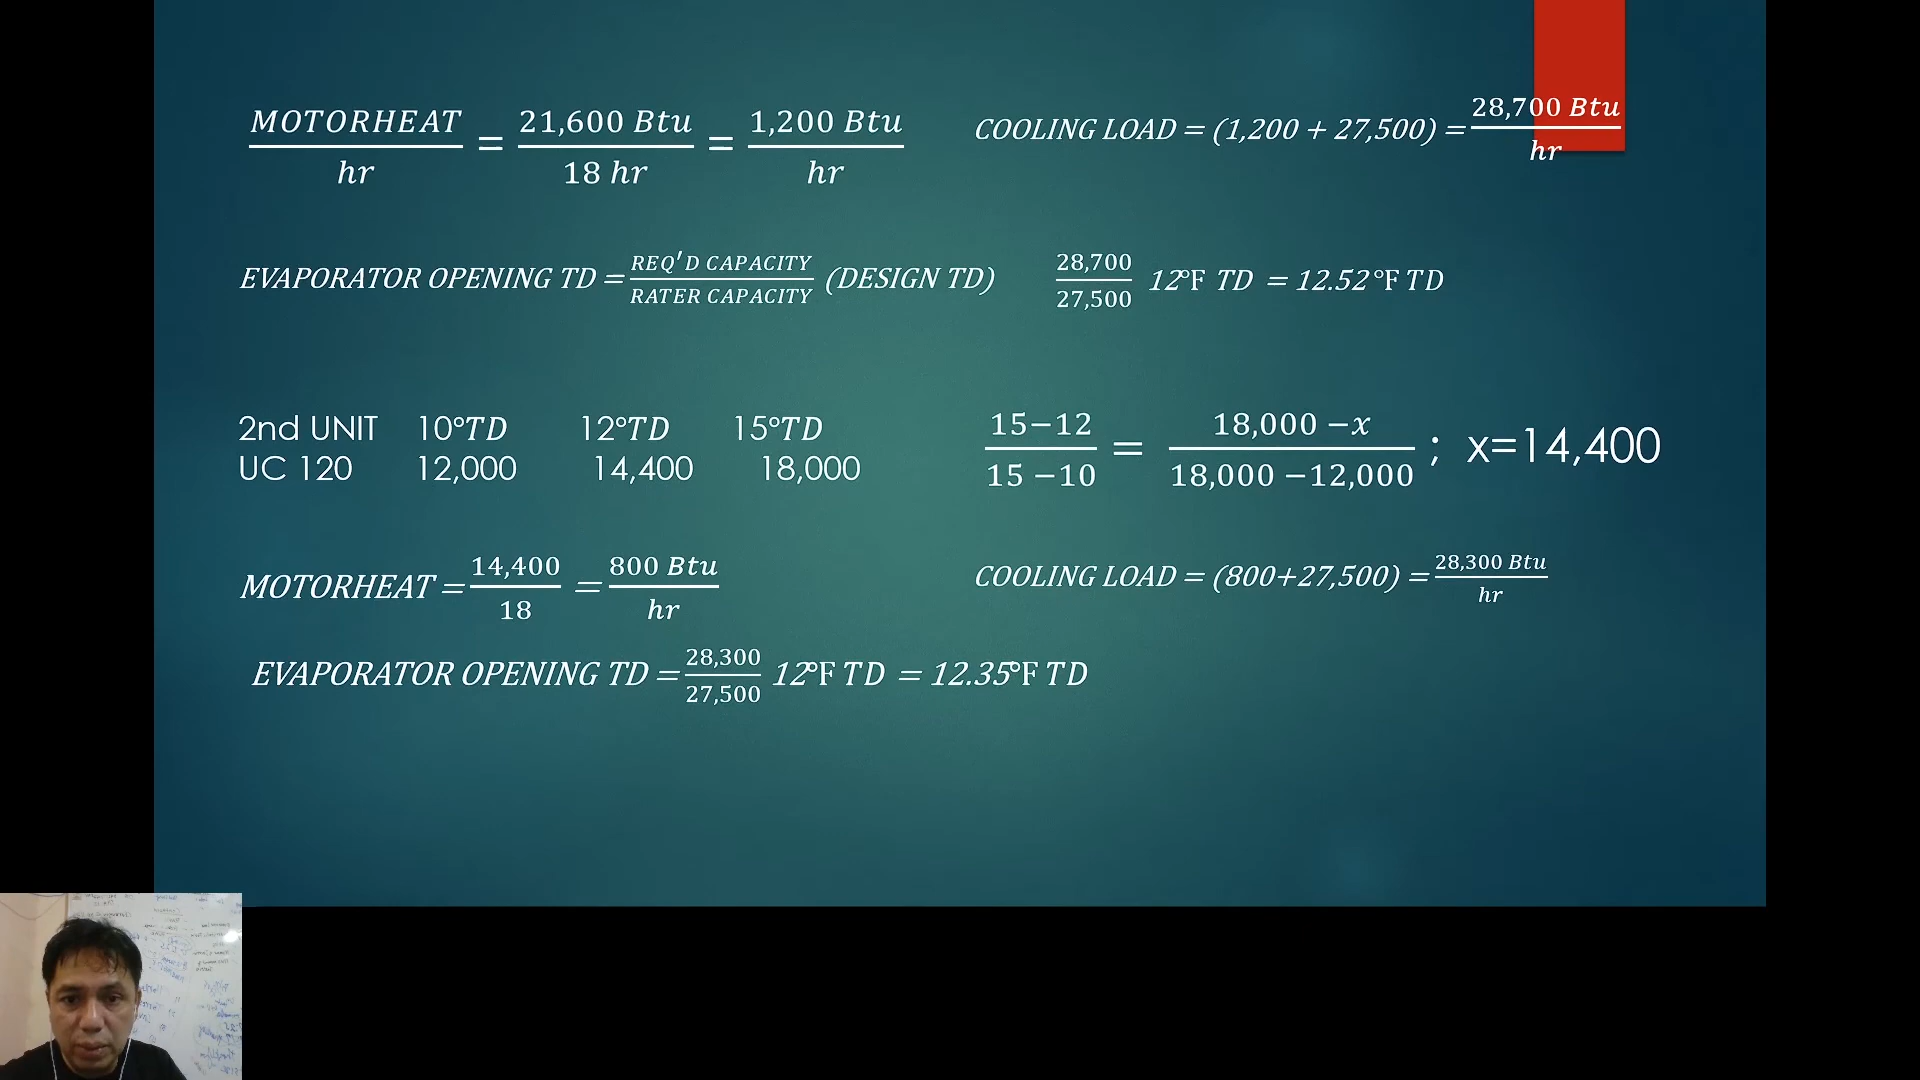 MOTORHEAT/hr = 21,600 Btu/18 hr = 1,200 Btu/hr
COOLING LOAD = (1,200 + 27,500) = 28,700 Btu/hr
EVAPORATOR OPENING TD = REQ'D CAPACITY/RATER CAPACITY (DESIGN TD)
28,700/27,500 12°F TD = 12.52 °F TD
2nd UNIT 10°TD 12°TD 15°TD
UC 120 12,000 14,400 18,000
15−12/15 −10 = 18,000 −x/18,000 −12,000 ; x=14,400
MOTORHEAT = 14,400/18 = 800 Btu/hr
COOLING LOAD = (800+27,500) = 28,300 Btu/hr
EVAPORATOR OPENING TD = 28,300/27,500 12°F TD = 12.35°F TD